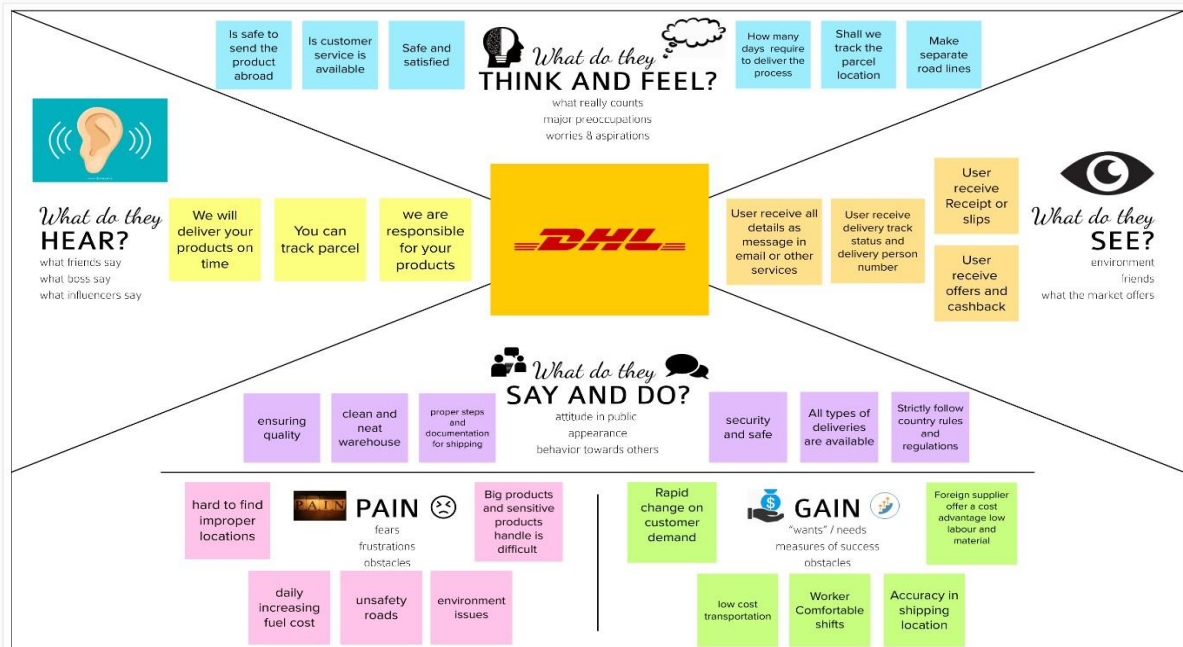 Is safe to
send the
product
abroad
Is customer
service is
available
Safe and
satisfied
What do they
THINK AND FEEL?
what really counts
major preoccupations
worries & aspirations
How many
days require
to deliver the
process
Shall we
track the
parcel
location
Make
separate
road lines
What do they
HEAR?
what friends say
what boss say
what influencers say
We will
deliver your
products on
time
You can
track parcel
we are
responsible
for your
products
DHL
User receive all
details as
message in
email or other
services
User receive
delivery track
status and
delivery person
number
User
receive
Receipt or
slips
User
receive
offers and
cashback
What do they
SEE?
environment
friends
what the market offers
What do they
SAY AND DO?
attitude in public
appearance
behavior towards others
ensuring
quality
clean and
neat
warehouse
proper steps
and
documentation
for shipping
security
and safe
All types of
deliveries
are available
Strictly follow
country rules
and
regulations
hard to find
improper
locations
PAIN
PAIN
fears
frustrations
obstacles
Big products
and sensitive
products
handle is
difficult
daily
increasing
fuel cost
unsafety
roads
environment
issues
Rapid
change on
customer
demand
GAIN
"wants" / needs
measures of success
obstacles
Foreign supplier
offer a cost
advantage low
labour and
material
low cost
transportation
Worker
Comfortable
shifts
Accuracy in
shipping
location